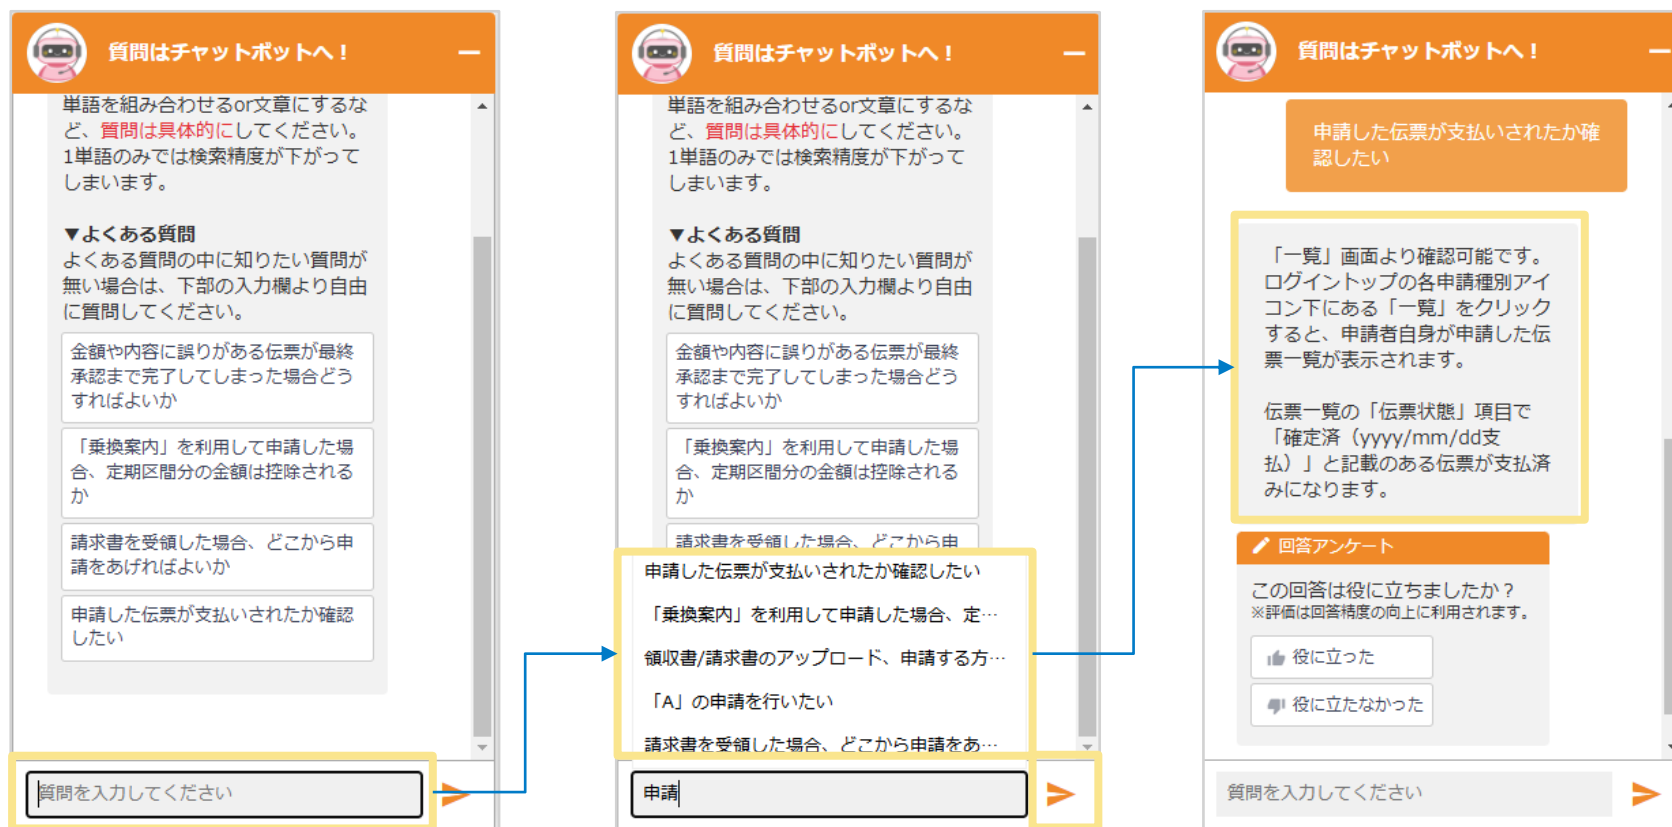 質問はチャットボットへ！
単語を組み合わせるor文章にするな
ど、質問は具体的にしてください。
1単語のみでは検索精度が下がって
しまいます。
▼よくある質問
よくある質問の中に知りたい質問が
無い場合は、下部の入力欄より自由
に質問してください。
金額や内容に誤りがある伝票が最終
承認まで完了してしまった場合どう
すればよいか
「乗換案内」を利用して申請した場
合、定期区間分の金額は控除される
か
請求書を受領した場合、どこから申
請をあげればよいか
申請した伝票が支払いされたか確認
したい
質問を入力してください
質問はチャットボットへ！
単語を組み合わせるor文章にするな
ど、質問は具体的にしてください。
1単語のみでは検索精度が下がって
しまいます。
▼よくある質問
よくある質問の中に知りたい質問が
無い場合は、下部の入力欄より自由
に質問してください。
金額や内容に誤りがある伝票が最終
承認まで完了してしまった場合どう
すればよいか
「乗換案内」を利用して申請した場
合、定期区間分の金額は控除される
か
請求書を受領した場合、どこから申
申請した伝票が支払いされたか確認したい
「乗換案内」を利用して申請した場合、定…
領収書/請求書のアップロード、申請する方…
「A」の申請を行いたい
請求書を受領した場合、どこから申請をあ…
申請
質問はチャットボットへ！
申請した伝票が支払いされたか確
認したい
「一覧」画面より確認可能です。
ログイントップの各申請種別アイ
コン下にある「一覧」をクリック
すると、申請者自身が申請した伝
票一覧が表示されます。
伝票一覧の「伝票状態」項目で
「確定済（yyyy/mm/dd支
払）」と記載のある伝票が支払済
みになります。
回答アンケート
この回答は役に立ちましたか？
※評価は回答精度の向上に利用されます。
役に立った
役に立たなかった
質問を入力してください